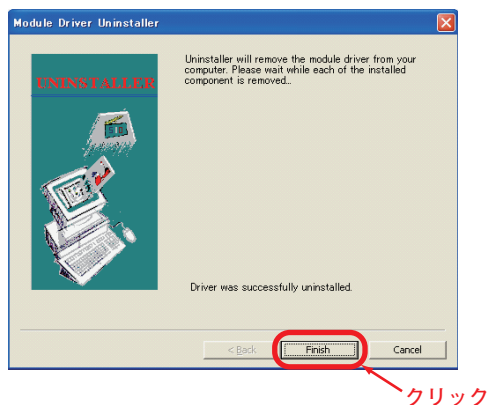 Module Driver Uninstaller
UNINSTALLER
Uninstaller will remove the module driver from your
computer. Please wait while each of the installed
component is removed...
Driver was successfully uninstalled.
< Back
Finish
Cancel
クリック